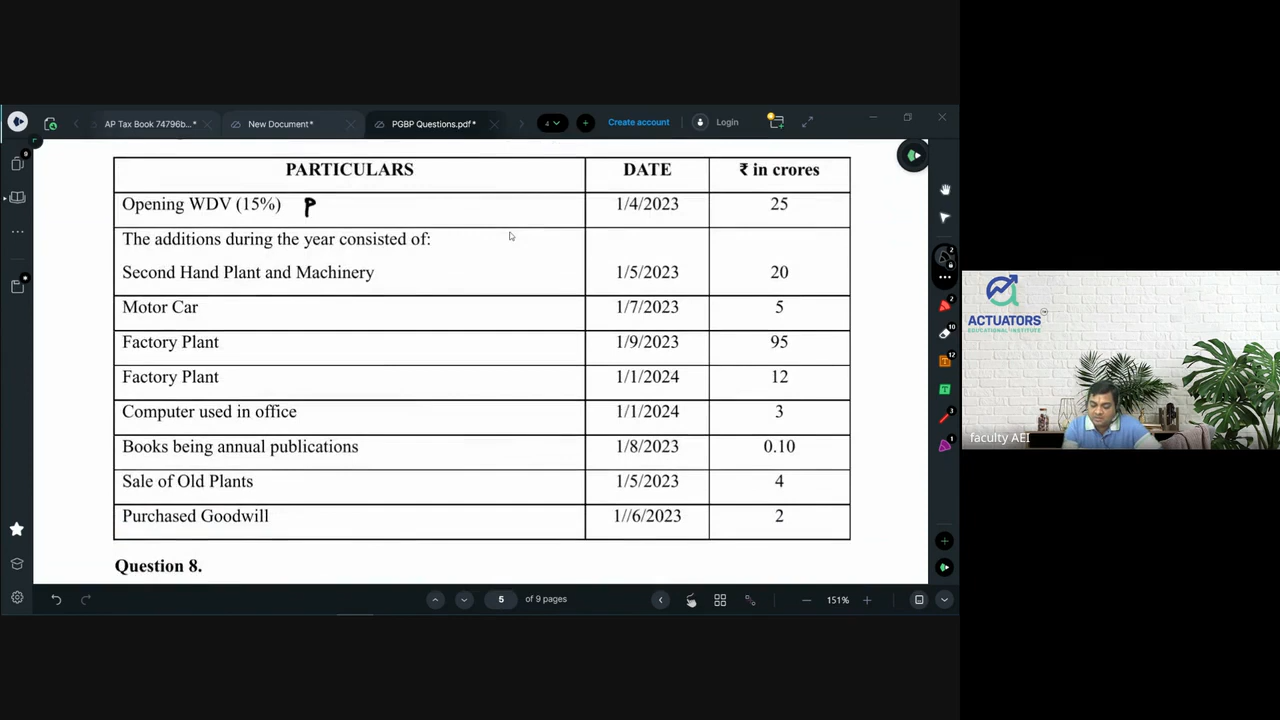 AP Tax Book 74796b...*
New Document*
PGBP Questions.pdf*
4
Create account
Login
PARTICULARS DATE ₹ in crores
Opening WDV (15%) P 1/4/2023 25
The additions during the year consisted of:
Second Hand Plant and Machinery 1/5/2023 20
Motor Car 1/7/2023 5
Factory Plant 1/9/2023 95
Factory Plant 1/1/2024 12
Computer used in office 1/1/2024 3
Books being annual publications 1/8/2023 0.10
Sale of Old Plants 1/5/2023 4
Purchased Goodwill 1//6/2023 2
Question 8.
5 of 9 pages
151%
ACTUATORS
EDUCATIONAL INSTITUTE
faculty AEI